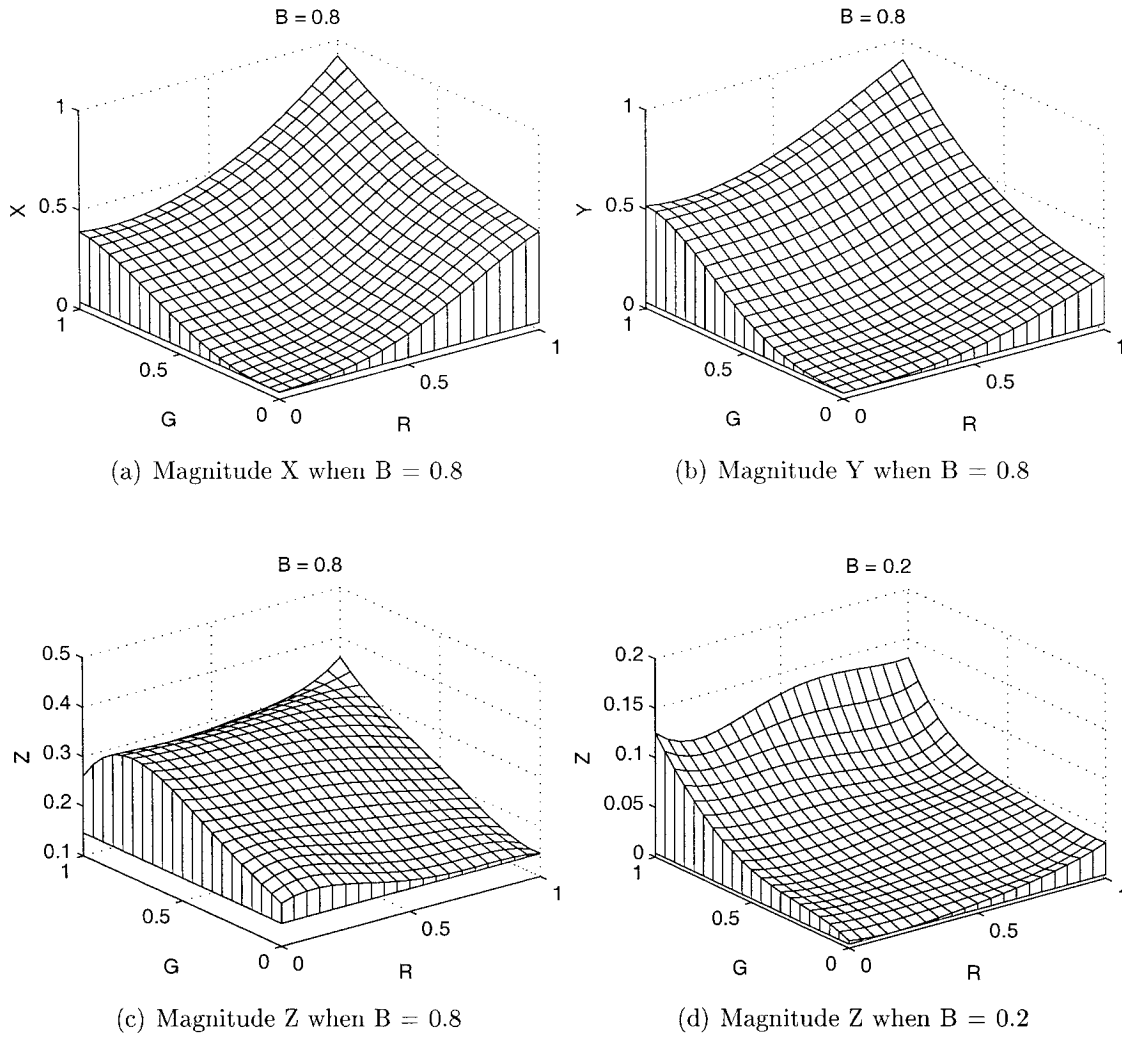 B = 0.8
1
0.5
0
X
1
0.5
0
G
0
0.5
1
R
(a) Magnitude X when B = 0.8
B = 0.8
1
0.5
0
Y
1
0.5
0
G
0
0.5
1
R
(b) Magnitude Y when B = 0.8
B = 0.8
0.5
0.4
0.3
0.2
0.1
Z
1
0.5
0
G
0
0.5
1
R
(c) Magnitude Z when B = 0.8
B = 0.2
0.2
0.15
0.1
0.05
0
Z
1
0.5
0
G
0
0.5
1
R
(d) Magnitude Z when B = 0.2